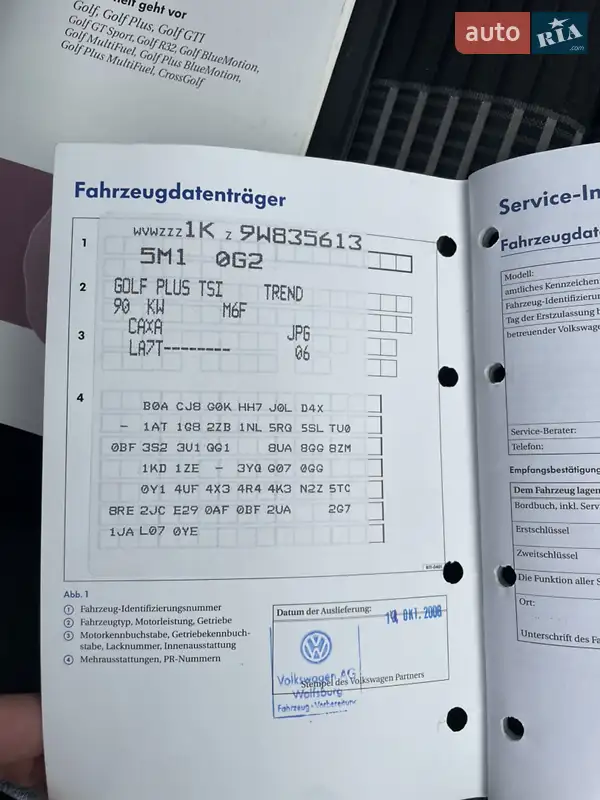 geht vor
Golf, Golf Plus, Golf GTI
Golf GT Sport, Golf R32, Golf BlueMotion,
Golf MultiFuel, Golf Plus BlueMotion,
Golf Plus MultiFuel, CrossGolf
auto RIA .com
Fahrzeugdatenträger
1 WVWZZZ1K Z 9W835613
5M1 0G2
2 GOLF PLUS TSI TREND
90 KW M6F
3 CAXA JPG
LA7T-------- 06
4
B0A CJ8 G0K HH7 J0L D4X
- 1AT 1G8 2ZB 1NL 5RQ 5SL TU0
0BF 3S2 3U1 QG1 8UA 8GG 8ZM
1KD 1ZE - 3YG G07 0GG
0Y1 4UF 4X3 4R4 4K3 N2Z 5TC
8RE 2JC E29 0AF 0BF 2UA 2G7
1JA L07 0YE
Abb. 1
1 Fahrzeug-Identifizierungsnummer
2 Fahrzeugtyp, Motorleistung, Getriebe
3 Motorkennbuchstabe, Getriebekennbuch-
stabe, Lacknummer, Innenausstattung
4 Mehrausstattungen, PR-Nummern
Datum der Auslieferung:
OKT. 2008
Volkswagen AG
Stempel des Volkswagen Partners
Wolfsburg
Fahrzeug-Vorbereitung
Service-In
Fahrzeugdat
Modell:
amtliches Kennzeichen
Fahrzeug-Identifizierun
Tag der Erstzulassung b
betreuender Volkswage
Service-Berater:
Telefon:
Empfangsbestätigung
Dem Fahrzeug lagen
Bordbuch, inkl. Serv
Erstschlüssel
Zweitschlüssel
Die Funktion aller S
Ort:
Unterschrift des Fa